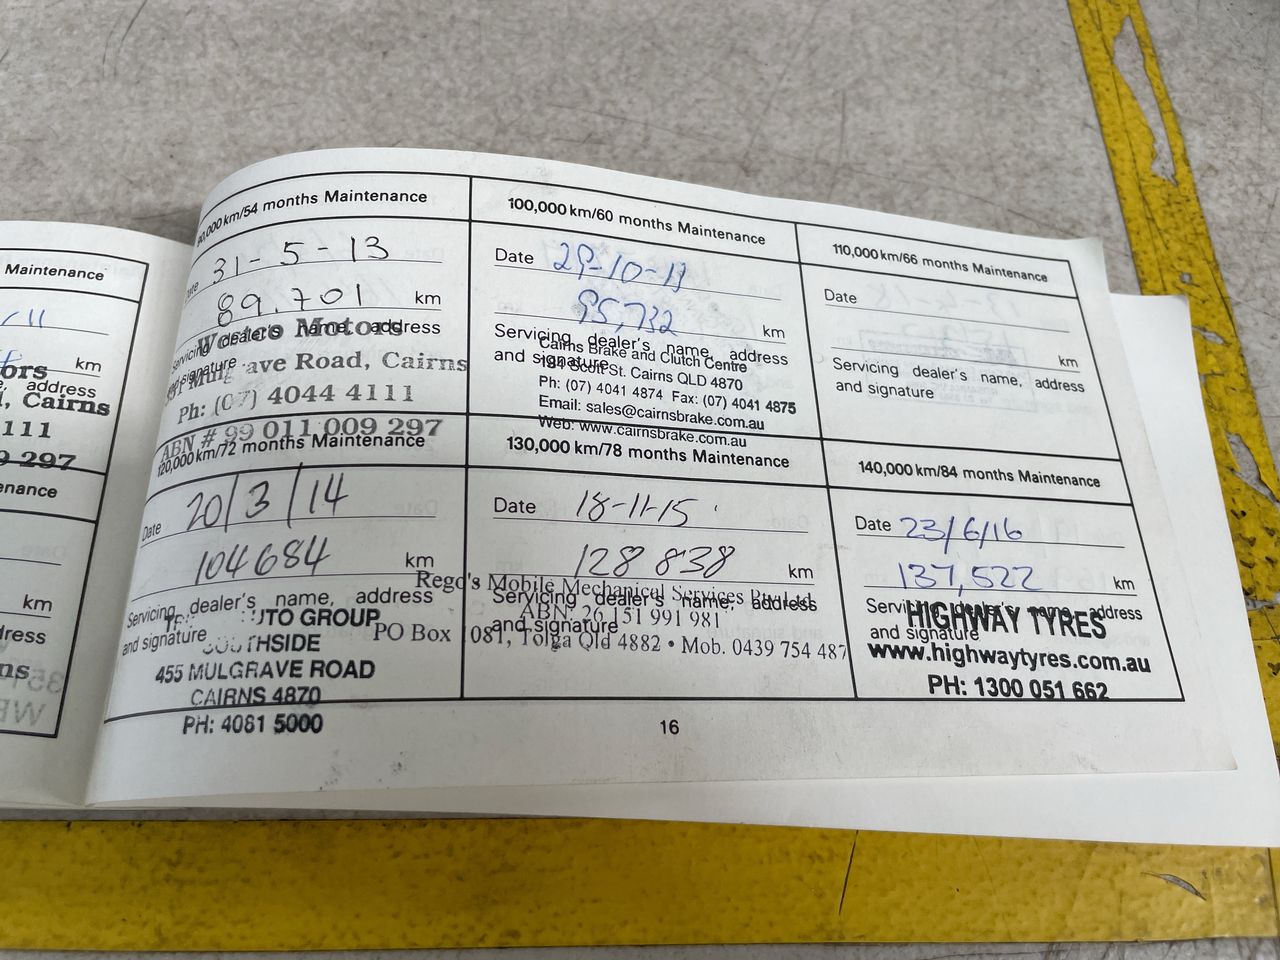 Maintenance
/11
km
ors
, address
d, Cairns
111
9 297
enance
km
dress
ns
,000 km/54 months Maintenance
Date 31-5-13
89,701 km
Servicing dealer's name, address
and signature
Westco Motors
Mulgrave Road, Cairns
Ph: (07) 4044 4111
ABN # 99 011 009 297
100,000 km/60 months Maintenance
Date
95,732 km
Servicing dealer's name, address
and signature
Cairns Brake and Clutch Centre
Scott St. Cairns QLD 4870
Ph: (07) 4041 4874 Fax: (07) 4041 4875
Email: sales@cairnsbrake.com.au
Web: www.cairnsbrake.com.au
110,000 km/66 months Maintenance
Date
km
Servicing dealer's name, address
and signature
120,000 km/72 months Maintenance
Date 20/3/14
104684 km
Servicing dealer's name, address
and signature
UTO GROUP
SOUTHSIDE
455 MULGRAVE ROAD
CAIRNS 4870
PH: 4081 5000
130,000 km/78 months Maintenance
Date 18-11-15
128838 km
Servicing dealer's name, address
and signature
Rego's Mobile Mechanical Services Pty Ltd
ABN 26 151 991 981
PO Box 1081, Tolga Qld 4882 • Mob. 0439 754 487
140,000 km/84 months Maintenance
Date 23/6/16
137,522 km
Servicing dealer's name, address
and signature
HIGHWAY TYRES
www.highwaytyres.com.au
PH: 1300 051 662
16